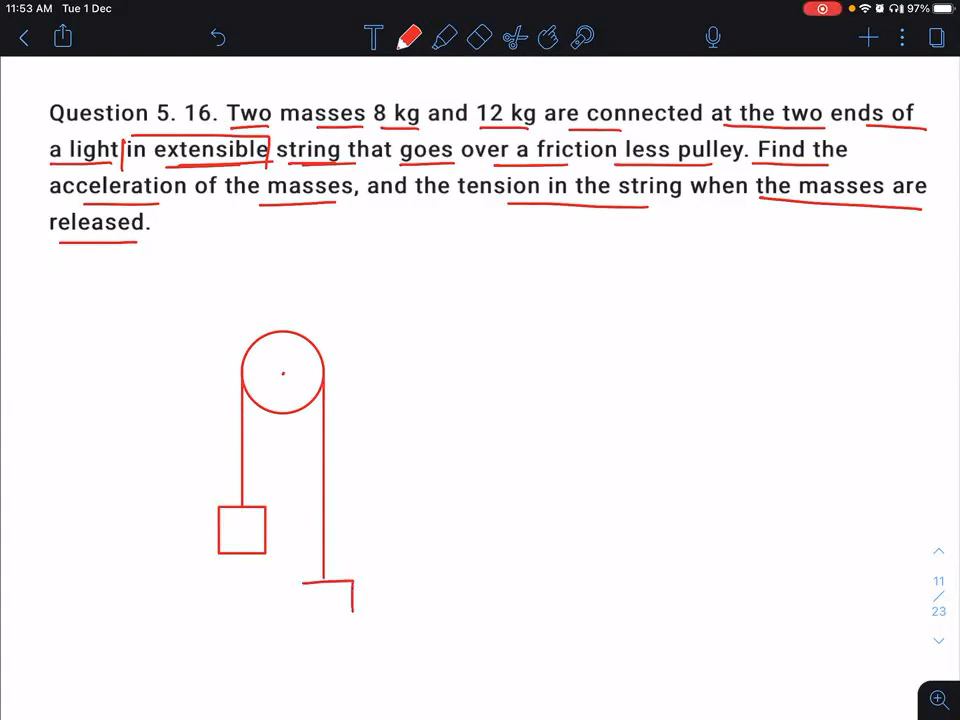 11:53 AM Tue 1 Dec
97%
Question 5. 16. Two masses 8 kg and 12 kg are connected at the two ends of
a light in extensible string that goes over a friction less pulley. Find the
acceleration of the masses, and the tension in the string when the masses are
released.
11
/
23